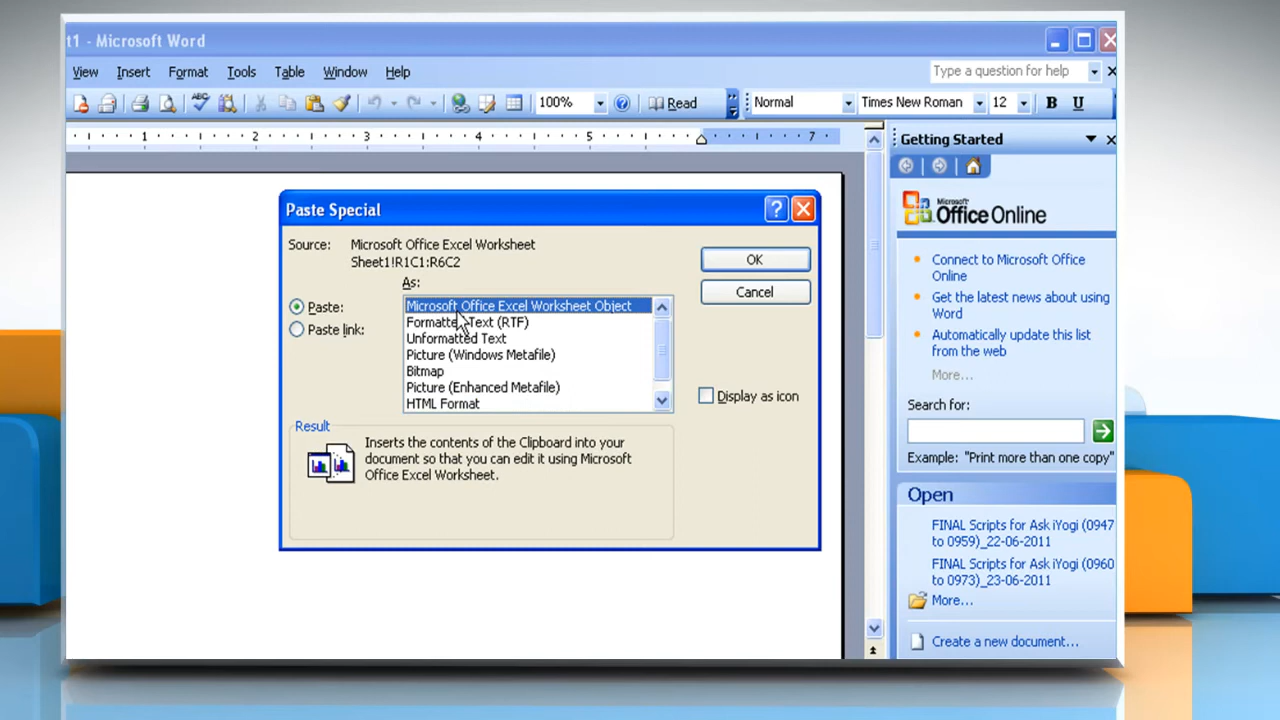 t1 - Microsoft Word
View Insert Format Tools Table Window Help
Type a question for help
100% Read Normal Times New Roman 12 B U
1 2 3 4 5 7
Getting Started
Microsoft
Office Online
Connect to Microsoft Office
Online
Get the latest news about using
Word
Automatically update this list
from the web
More...
Search for:
Example: "Print more than one copy"
Open
FINAL Scripts for Ask iYogi (0947
to 0959)_22-06-2011
FINAL Scripts for Ask iYogi (0960
to 0973)_23-06-2011
More...
Create a new document...
Paste Special
Source: Microsoft Office Excel Worksheet
Sheet1!R1C1:R6C2
As:
Paste:
Paste link:
Microsoft Office Excel Worksheet Object
Formatted Text (RTF)
Unformatted Text
Picture (Windows Metafile)
Bitmap
Picture (Enhanced Metafile)
HTML Format
OK
Cancel
Display as icon
Result
Inserts the contents of the Clipboard into your
document so that you can edit it using Microsoft
Office Excel Worksheet.